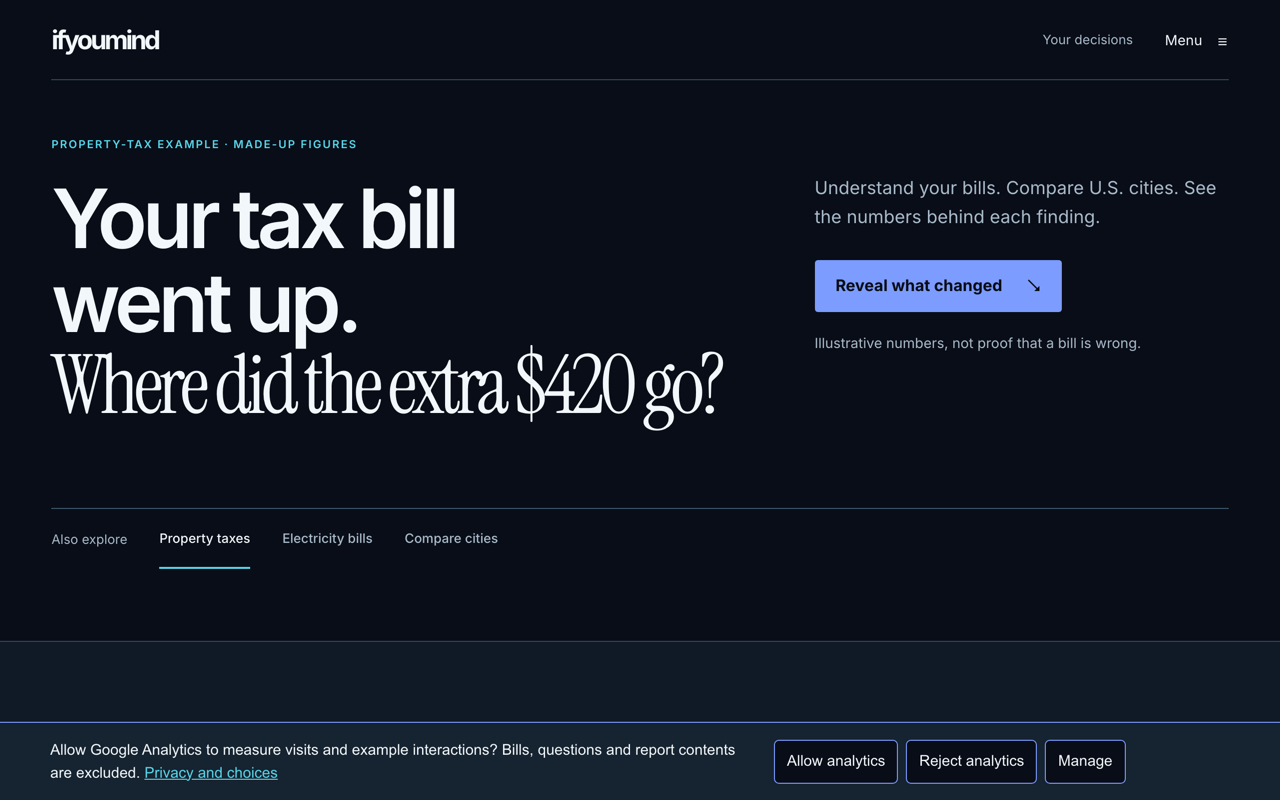 ifyoumind
Your decisions
Menu ≡
PROPERTY-TAX EXAMPLE · MADE-UP FIGURES
Your tax bill
went up.
Where did the extra $420 go?
Understand your bills. Compare U.S. cities. See
the numbers behind each finding.
Reveal what changed ↘
Illustrative numbers, not proof that a bill is wrong.
Also explore
Property taxes
Electricity bills
Compare cities
Allow Google Analytics to measure visits and example interactions? Bills, questions and report contents
are excluded. Privacy and choices
Allow analytics
Reject analytics
Manage